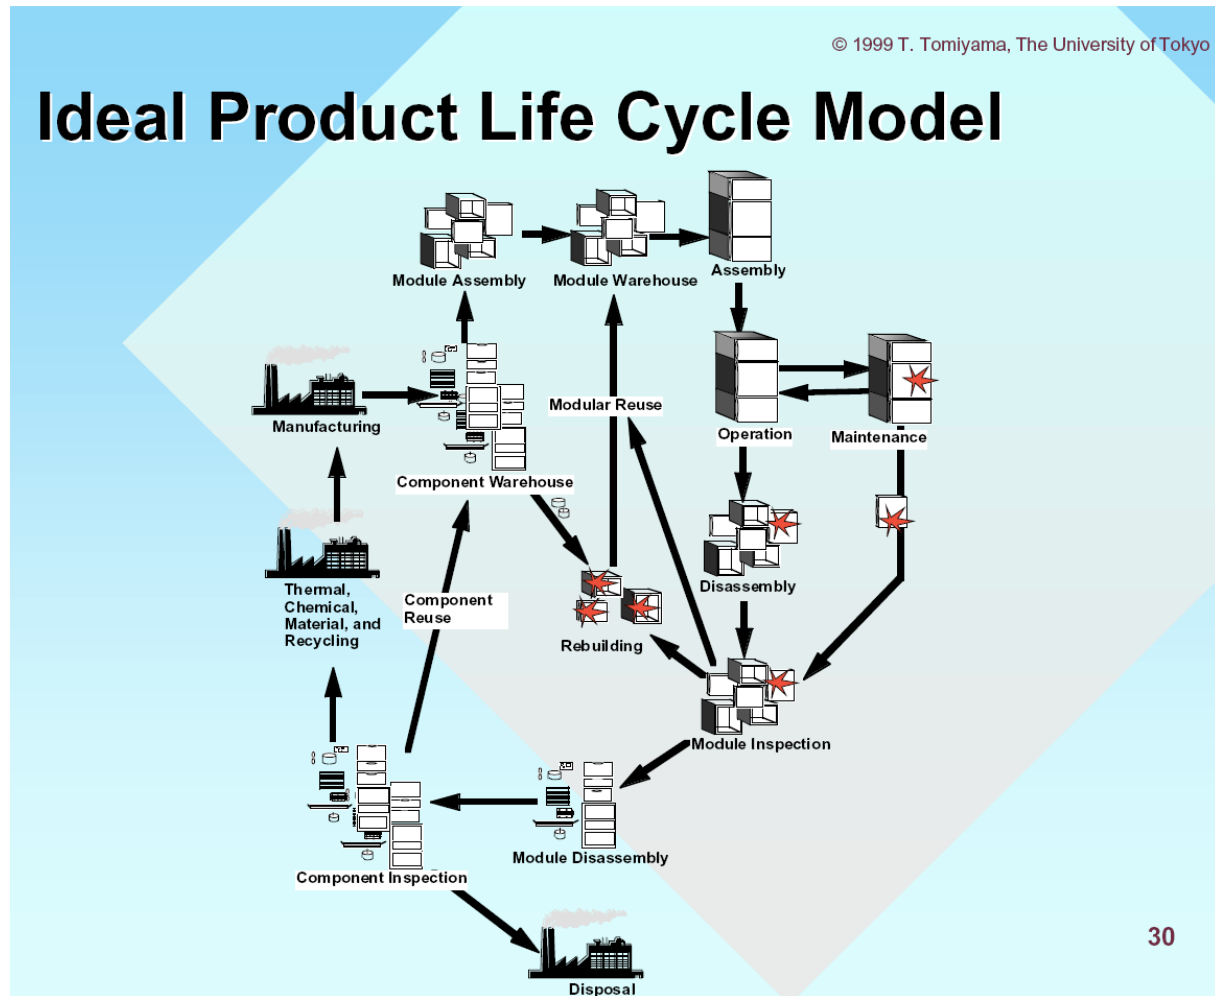 © 1999 T. Tomiyama, The University of Tokyo
Ideal Product Life Cycle Model
Module Assembly
Module Warehouse
Assembly
Manufacturing
Modular Reuse
Operation
Maintenance
Component Warehouse
Thermal,
Chemical,
Material, and
Recycling
Component
Reuse
Disassembly
Rebuilding
Module Inspection
Module Disassembly
Component Inspection
Disposal
30